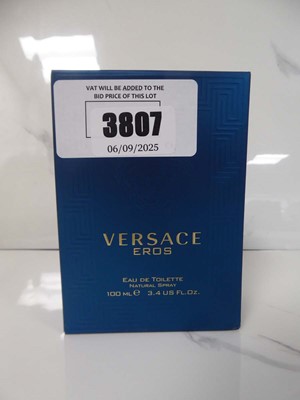 VAT WILL BE ADDED TO THE
BID PRICE OF THIS LOT
3807
06/09/2025
VERSACE
EROS
EAU DE TOILETTE
NATURAL SPRAY
100 ML ℮ 3.4 US FL.OZ.